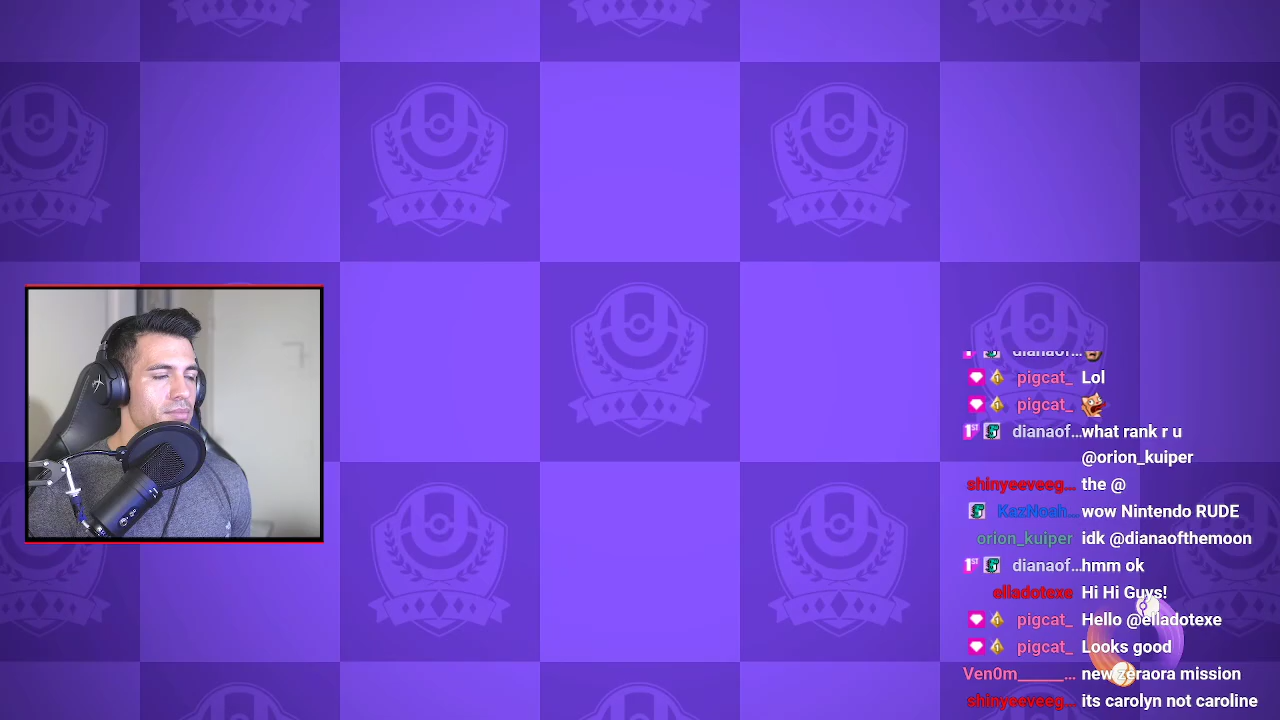 dianaof...
pigcat_ Lol
pigcat_
dianaof... what rank r u
@orion_kuiper
shinyeeveeg... the @
KazNoah... wow Nintendo RUDE
orion_kuiper idk @dianaofthemoon
dianaof... hmm ok
elladotexe Hi Hi Guys!
pigcat_ Hello @elladotexe
pigcat_ Looks good
Ven0m_____... new zeraora mission
shinyeeveeg... its carolyn not caroline